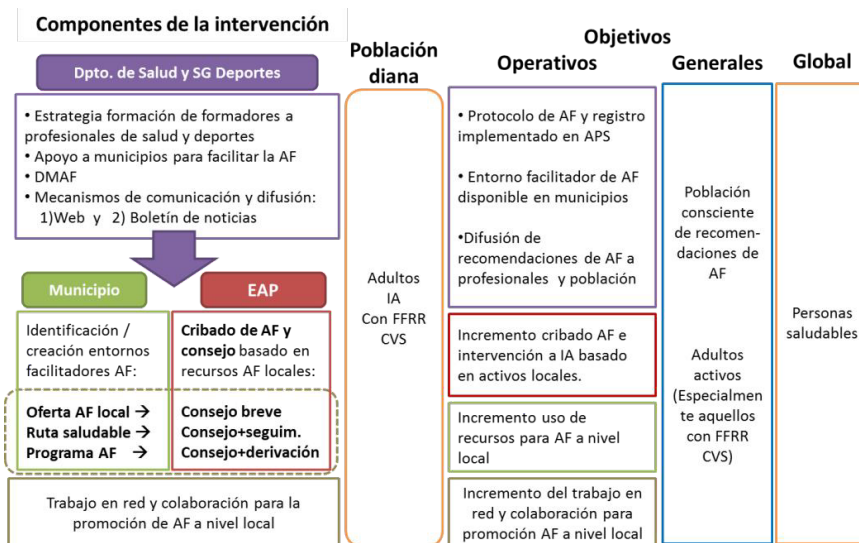 Componentes de la intervención
Dpto. de Salud y SG Deportes
• Estrategia formación de formadores a
profesionales de salud y deportes
• Apoyo a municipios para facilitar la AF
• DMAF
• Mecanismos de comunicación y difusión:
1)Web y 2) Boletín de noticias
Municipio
Identificación /
creación entornos
facilitadores AF:
Oferta AF local →
Ruta saludable →
Programa AF →
EAP
Cribado de AF y
consejo basado en
recursos AF locales:
Consejo breve
Consejo+seguim.
Consejo+derivación
Trabajo en red y colaboración para la
promoción de AF a nivel local
Población
diana
Adultos
IA
Con FFRR
CVS
Objetivos
Operativos
• Protocolo de AF y registro
implementado en APS
• Entorno facilitador de AF
disponible en municipios
•Difusión de
recomendaciones de AF a
profesionales y población
Incremento cribado AF e
intervención a IA basado
en activos locales.
Incremento uso de
recursos para AF a nivel
local
Incremento del trabajo en
red y colaboración para
promoción AF a nivel local
Generales
Población
consciente
de recomen-
daciones de
AF
Adultos
activos
(Especialmen
te aquellos
con FFRR
CVS)
Global
Personas
saludables